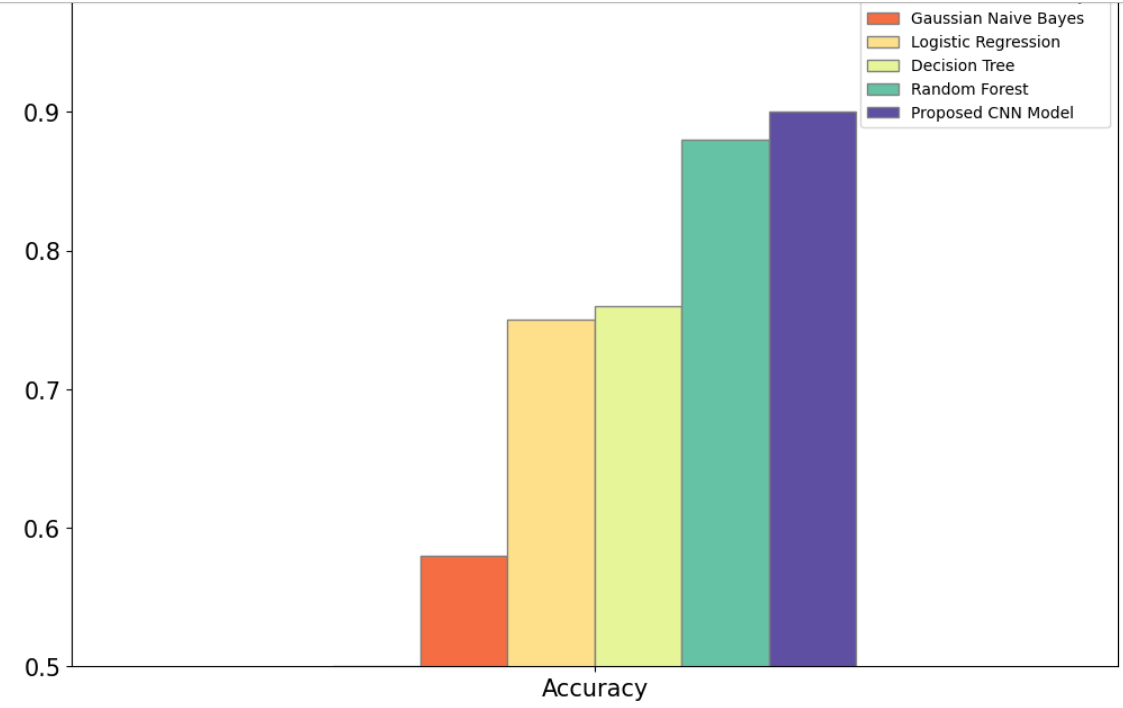 Gaussian Naive Bayes
Logistic Regression
Decision Tree
Random Forest
Proposed CNN Model
0.9
0.8
0.7
0.6
0.5
Accuracy